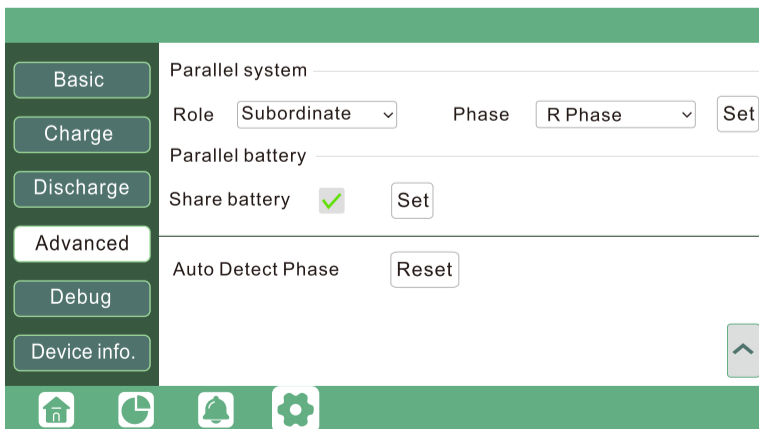 Basic
Charge
Discharge
Advanced
Debug
Device info.
Parallel system
Role Subordinate Phase R Phase Set
Parallel battery
Share battery Set
Auto Detect Phase Reset